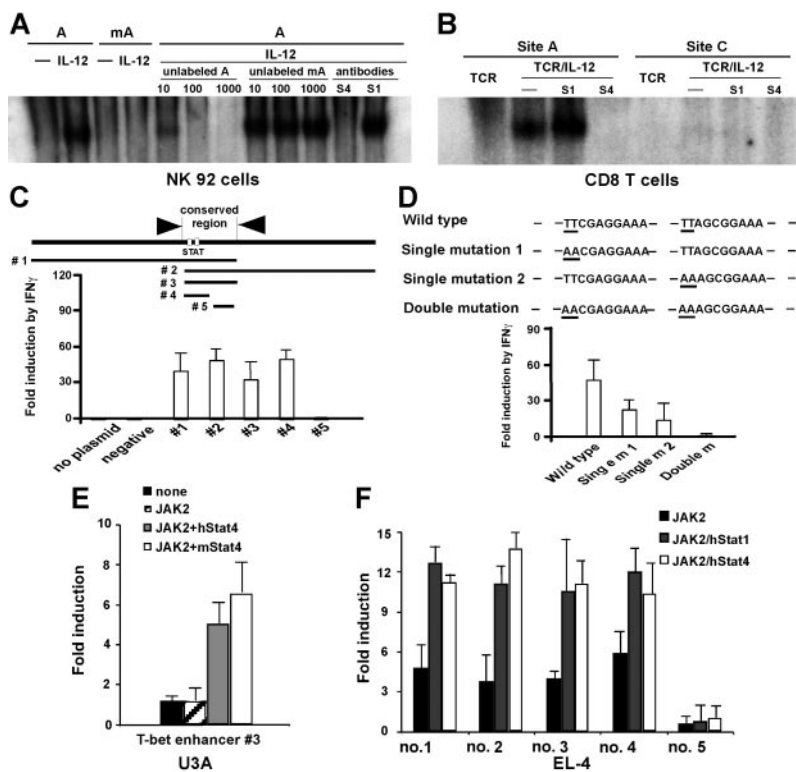 A
A mA A
— IL-12 — IL-12 IL-12
unlabeled A unlabeled mA antibodies
10 100 1000 10 100 1000 S4 S1
NK 92 cells
B
Site A Site C
TCR TCR/IL-12 TCR TCR/IL-12
— S1 S4 — S1 S4
CD8 T cells
C
conserved
region
STAT
# 1
# 2
# 3
# 4
# 5
Fold induction by IFNγ
120
90
60
30
0
no plasmid negative #1 #2 #3 #4 #5
D
Wild type – –TTCGAGGAAA– –TTAGCGGAAA– –
Single mutation 1 – –AACGAGGAAA– –TTAGCGGAAA– –
Single mutation 2 – –TTCGAGGAAA– –AAAGCGGAAA– –
Double mutation – –AACGAGGAAA– –AAAGCGGAAA– –
Fold induction by IFNγ
90
60
30
0
Wild type Sing e m 1 Single m 2 Double m
E
none
JAK2
JAK2+hStat4
JAK2+mStat4
Fold induction
10
8
6
4
2
0
T-bet enhancer #3
U3A
F
JAK2
JAK2/hStat1
JAK2/hStat4
Fold induction
15
12
9
6
3
0
no.1 no. 2 no. 3 no. 4 no. 5
EL-4